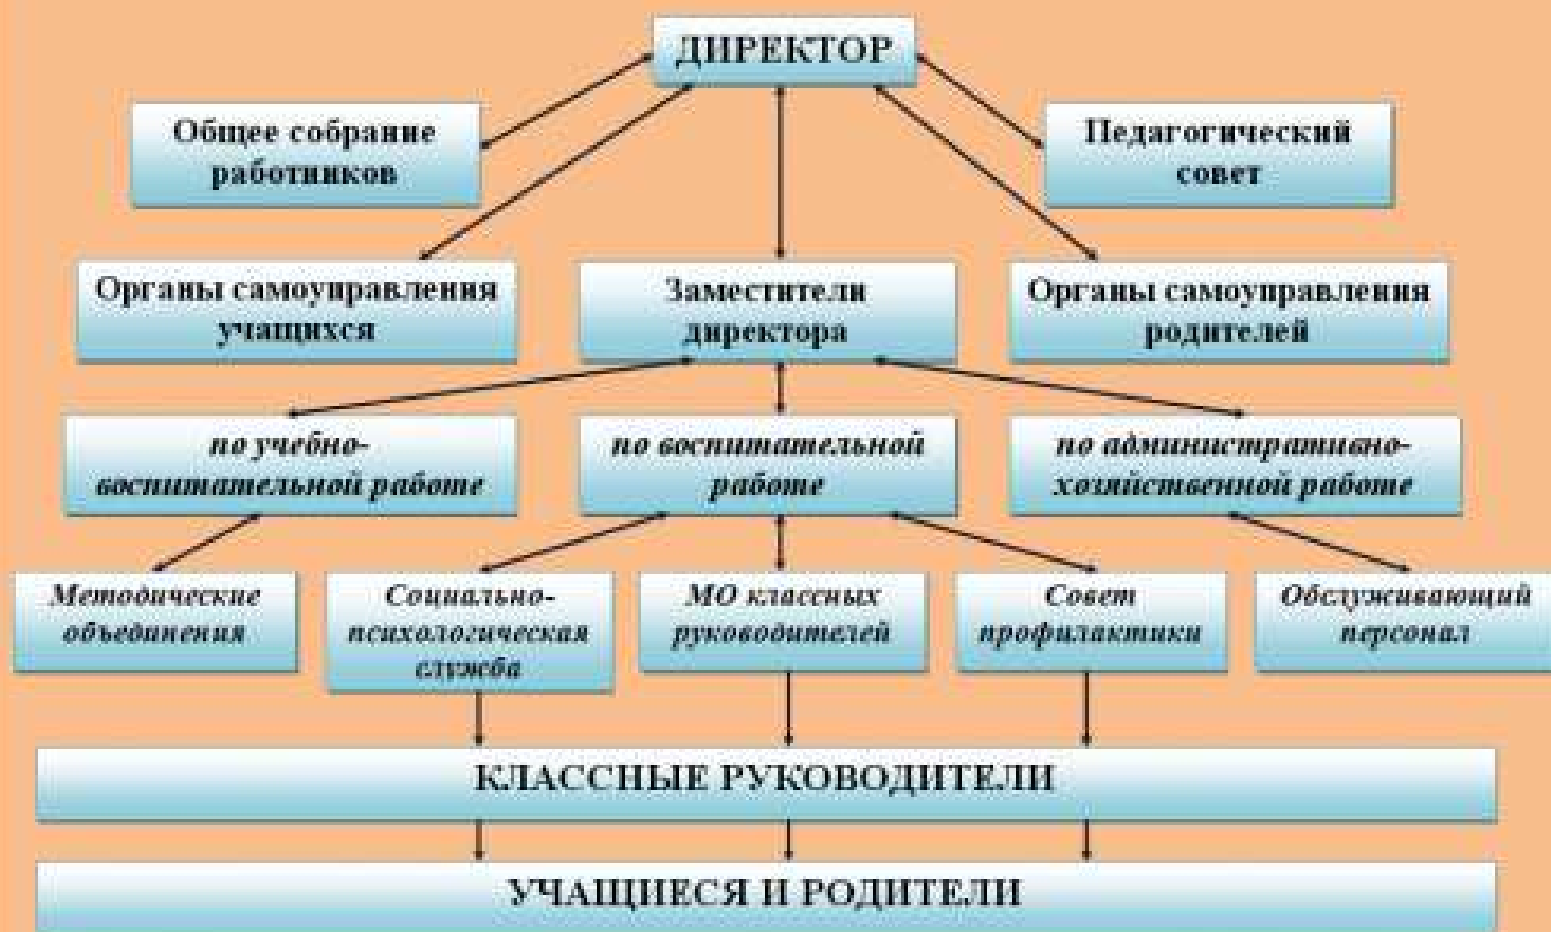 ДИРЕКТОР
Общее собрание
работников
Педагогический
совет
Органы самоуправления
учащихся
Заместители
директора
Органы самоуправления
родителей
по учебно-
воспитательной работе
по воспитательной
работе
по административно-
хозяйственной работе
Методические
объединения
Социально-
психологическая
служба
МО классных
руководителей
Совет
профилактики
Обслуживающий
персонал
КЛАССНЫЕ РУКОВОДИТЕЛИ
УЧАЩИЕСЯ И РОДИТЕЛИ